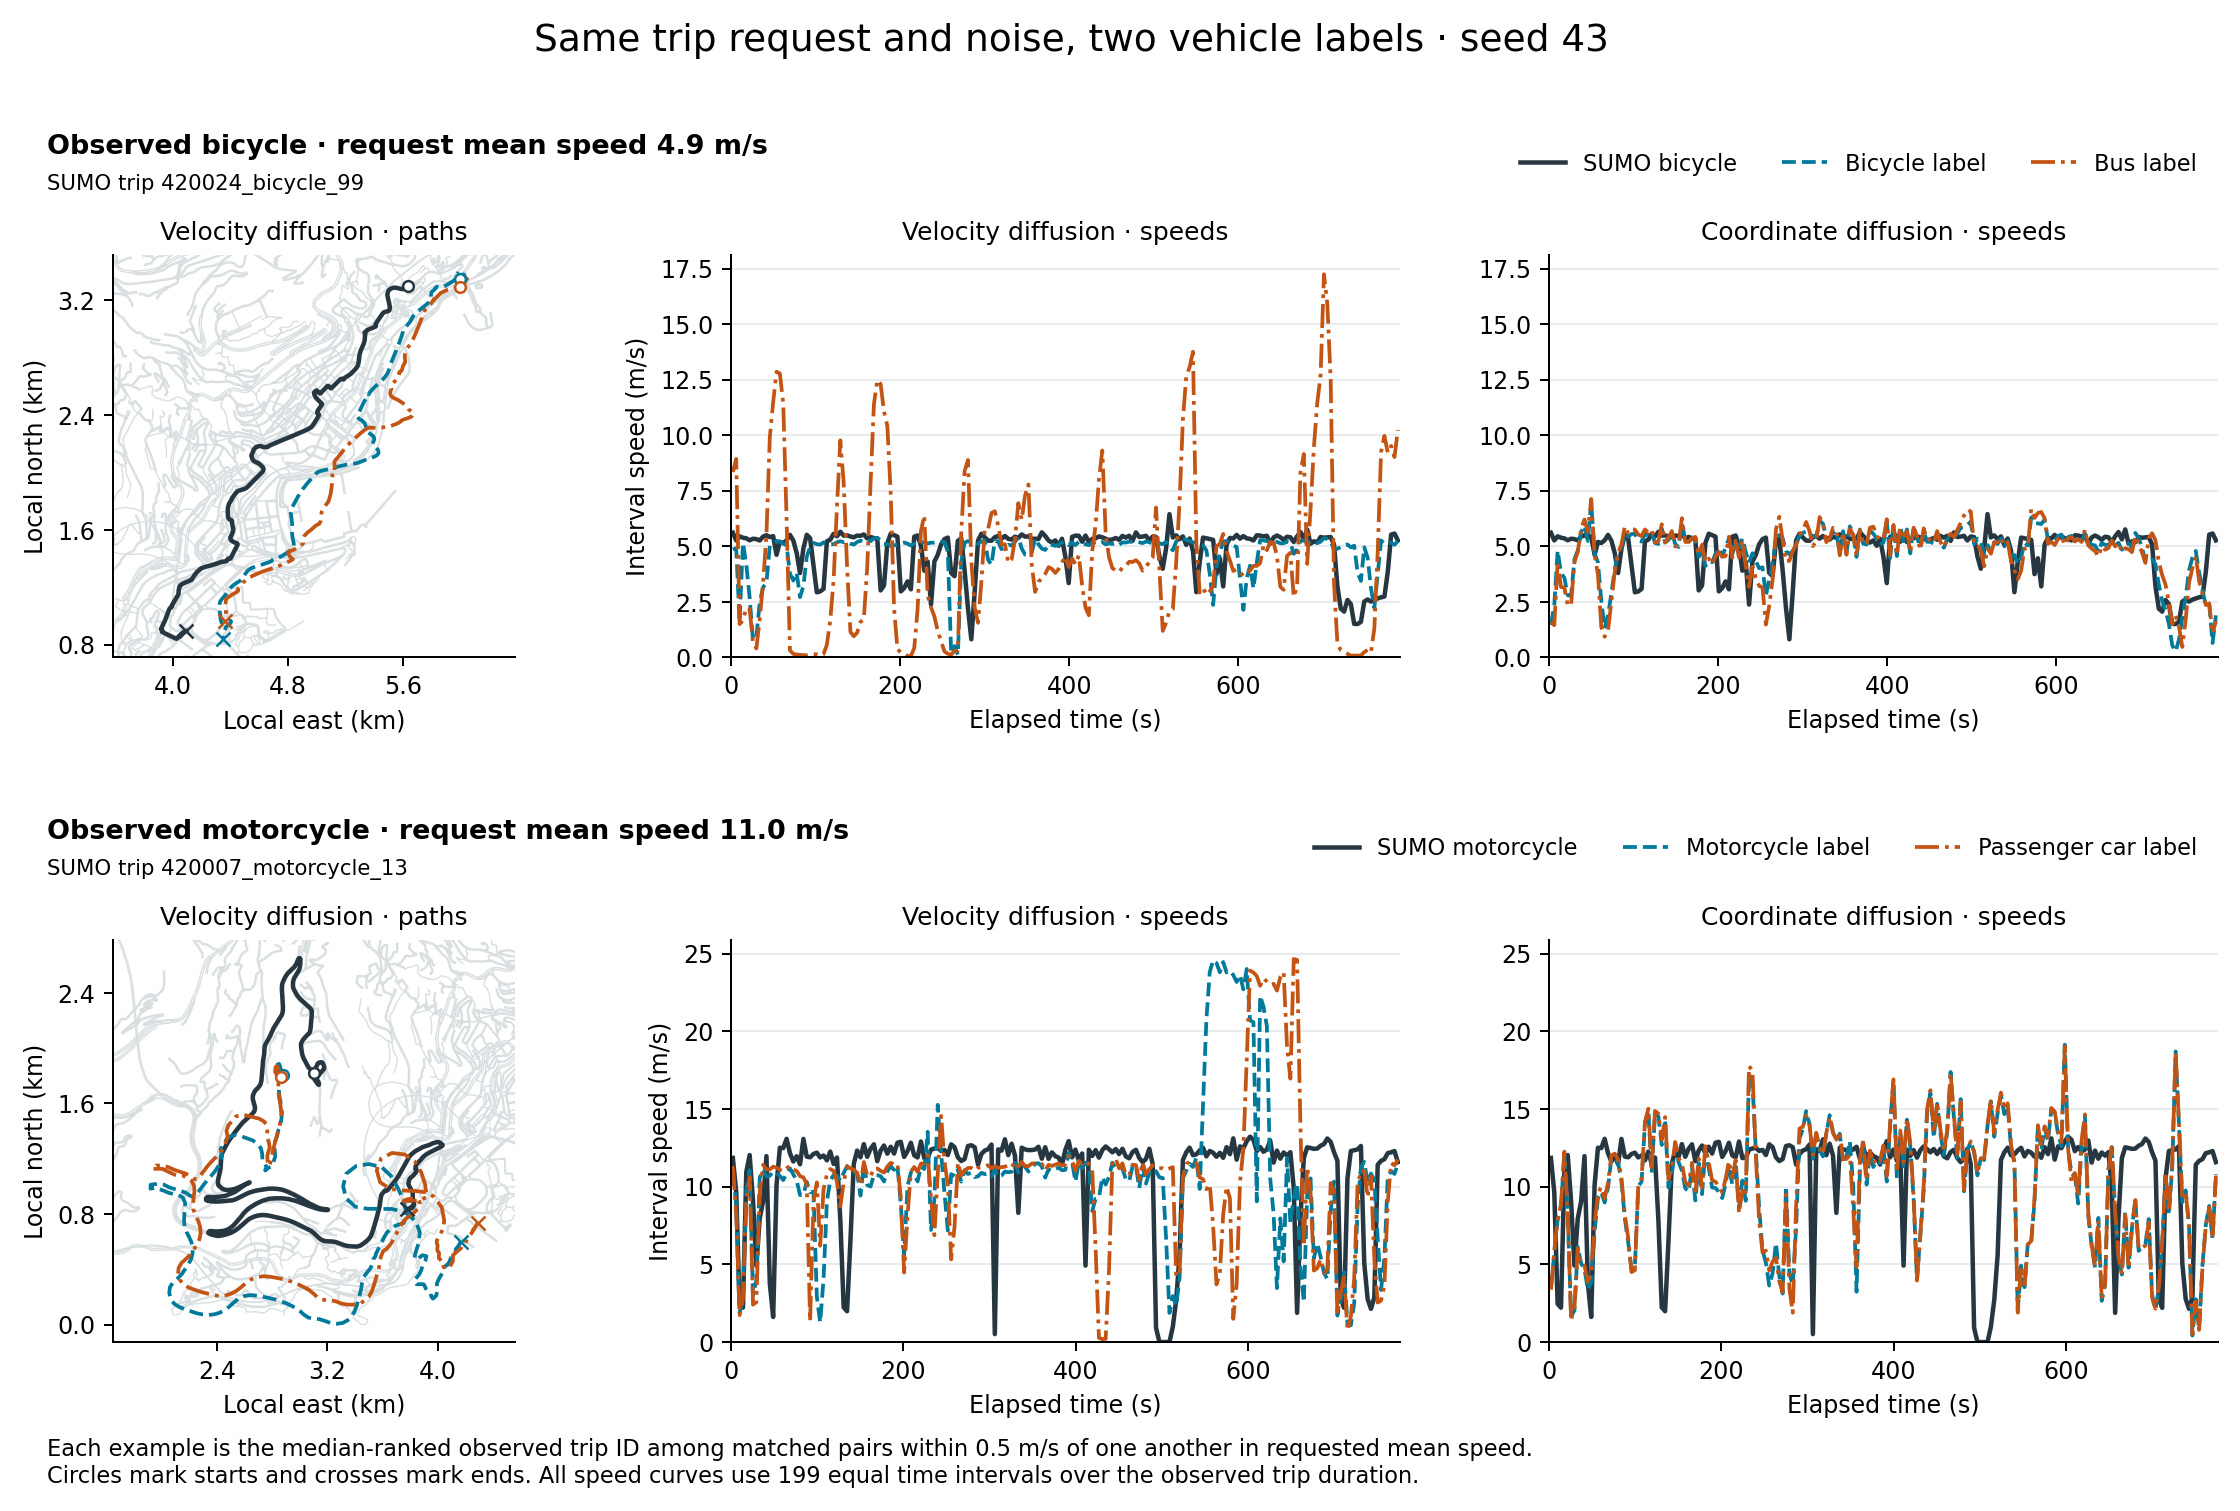 Same trip request and noise, two vehicle labels · seed 43
Observed bicycle · request mean speed 4.9 m/s
SUMO trip 420024_bicycle_99
SUMO bicycle
Bicycle label
Bus label
Velocity diffusion · paths
Local north (km)
3.2
2.4
1.6
0.8
4.0 4.8 5.6
Local east (km)
Velocity diffusion · speeds
Interval speed (m/s)
17.5
15.0
12.5
10.0
7.5
5.0
2.5
0.0
0 200 400 600
Elapsed time (s)
Coordinate diffusion · speeds
17.5
15.0
12.5
10.0
7.5
5.0
2.5
0.0
0 200 400 600
Elapsed time (s)
Observed motorcycle · request mean speed 11.0 m/s
SUMO trip 420007_motorcycle_13
SUMO motorcycle
Motorcycle label
Passenger car label
Velocity diffusion · paths
Local north (km)
2.4
1.6
0.8
0.0
2.4 3.2 4.0
Local east (km)
Velocity diffusion · speeds
Interval speed (m/s)
25
20
15
10
5
0
0 200 400 600
Elapsed time (s)
Coordinate diffusion · speeds
25
20
15
10
5
0
0 200 400 600
Elapsed time (s)
Each example is the median-ranked observed trip ID among matched pairs within 0.5 m/s of one another in requested mean speed.
Circles mark starts and crosses mark ends. All speed curves use 199 equal time intervals over the observed trip duration.